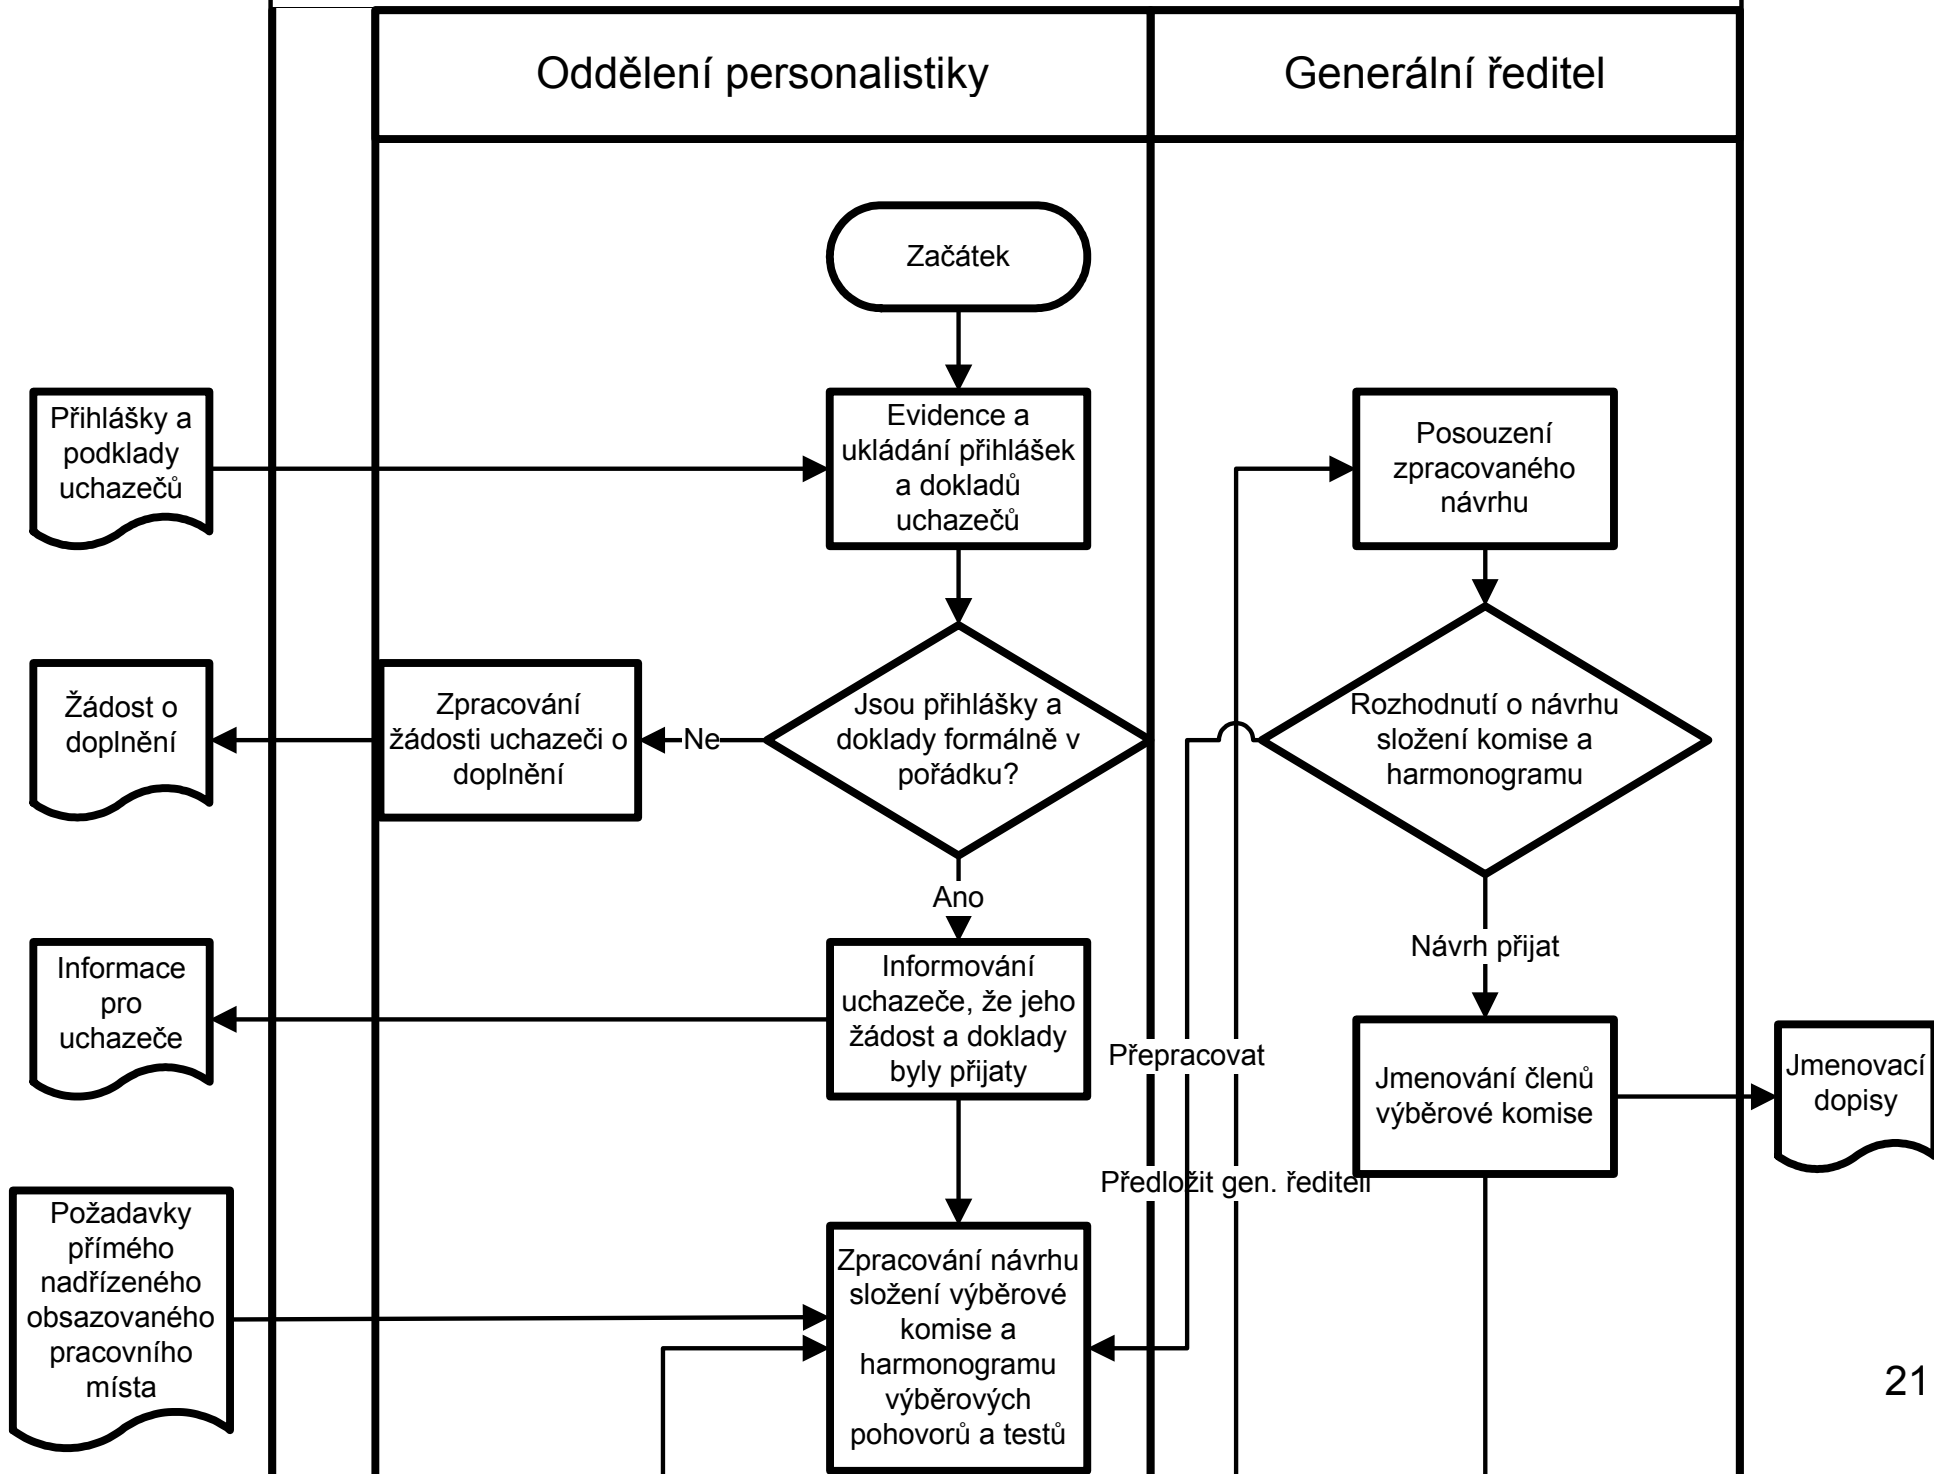 Oddělení personalistiky
Generální ředitel
Začátek
Přihlášky a
podklady
uchazečů
Evidence a
ukládání přihlášek
a dokladů
uchazečů
Posouzení
zpracovaného
návrhu
Žádost o
doplnění
Zpracování
žádosti uchazeči o
doplnění
Ne
Jsou přihlášky a
doklady formálně v
pořádku?
Rozhodnutí o návrhu
složení komise a
harmonogramu
Ano
Návrh přijat
Informace
pro
uchazeče
Informování
uchazeče, že jeho
žádost a doklady
byly přijaty
Přepracovat
Jmenování členů
výběrové komise
Jmenovací
dopisy
Předložit gen. řediteli
Požadavky
přímého
nadřízeného
obsazovaného
pracovního
místa
Zpracování návrhu
složení výběrové
komise a
harmonogramu
výběrových
pohovorů a testů
21